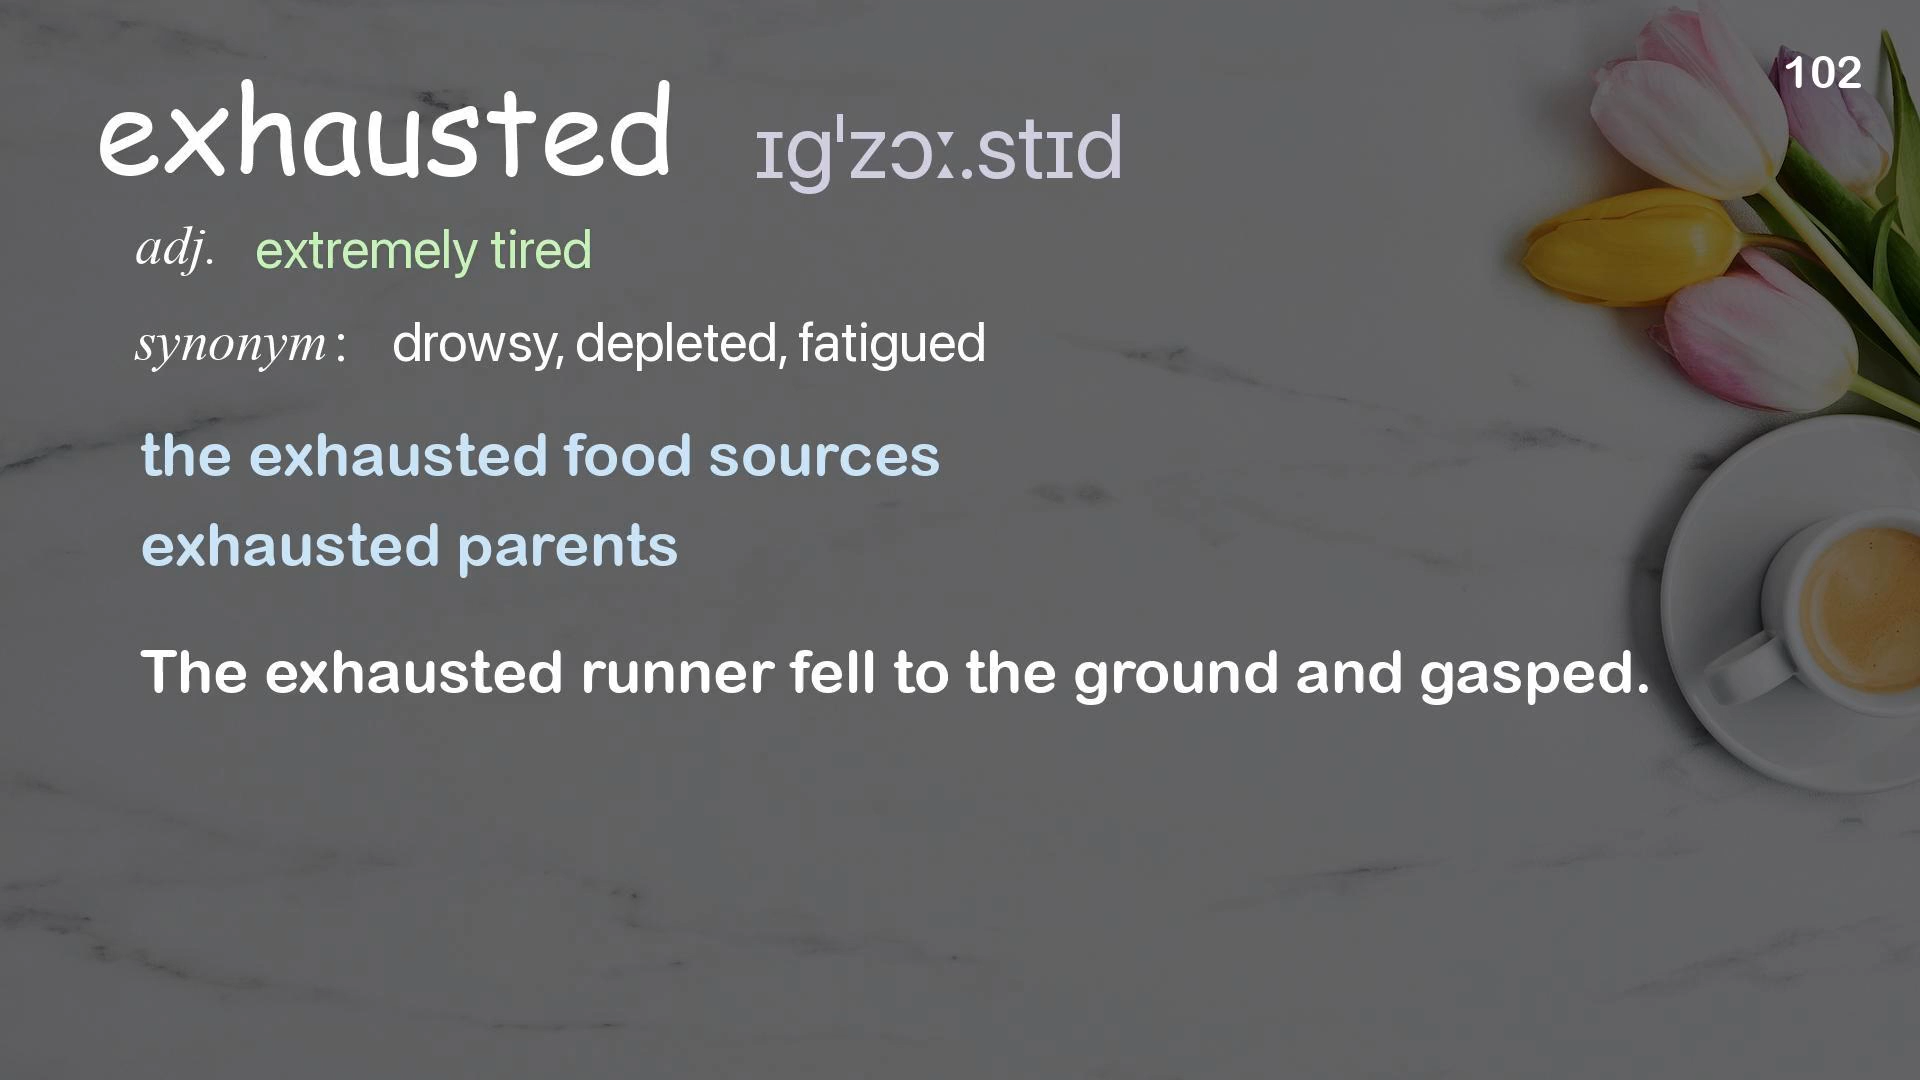 102
exhausted ɪgˈzɔː.stɪd
adj. extremely tired
synonym : drowsy, depleted, fatigued
the exhausted food sources
exhausted parents
The exhausted runner fell to the ground and gasped.